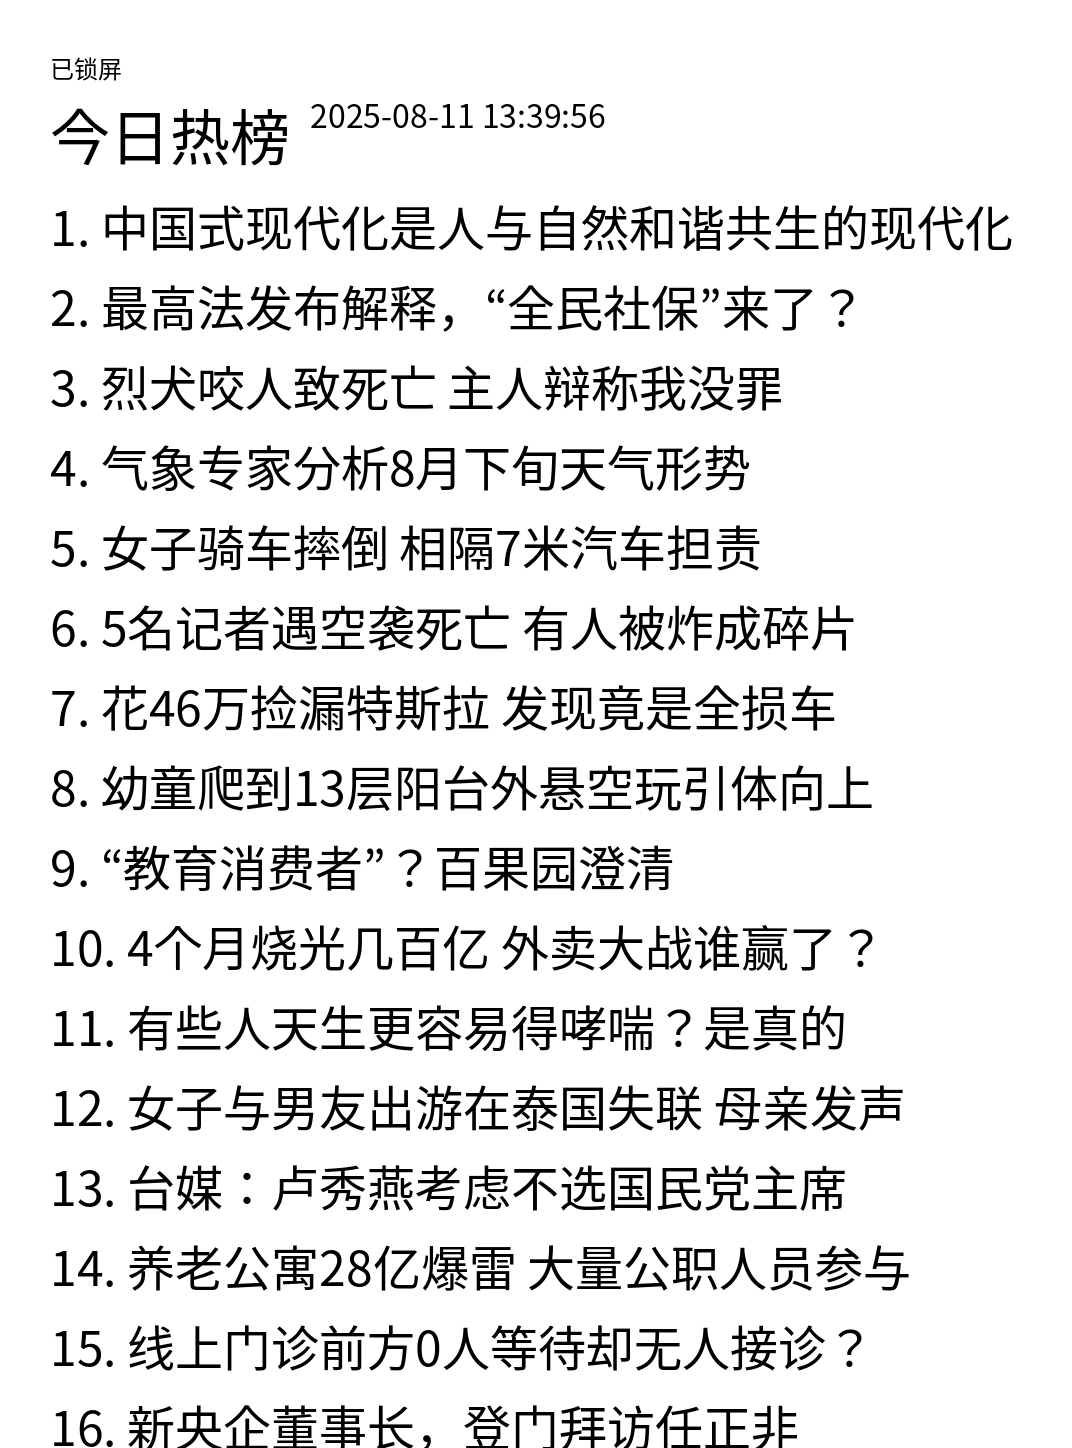 已锁屏
今日热榜 2025-08-11 13:39:56
1. 中国式现代化是人与自然和谐共生的现代化
2. 最高法发布解释，“全民社保”来了？
3. 烈犬咬人致死亡 主人辩称我没罪
4. 气象专家分析8月下旬天气形势
5. 女子骑车摔倒 相隔7米汽车担责
6. 5名记者遇空袭死亡 有人被炸成碎片
7. 花46万捡漏特斯拉 发现竟是全损车
8. 幼童爬到13层阳台外悬空玩引体向上
9. “教育消费者”？百果园澄清
10. 4个月烧光几百亿 外卖大战谁赢了？
11. 有些人天生更容易得哮喘？是真的
12. 女子与男友出游在泰国失联 母亲发声
13. 台媒：卢秀燕考虑不选国民党主席
14. 养老公寓28亿爆雷 大量公职人员参与
15. 线上门诊前方0人等待却无人接诊？
16. 新央企董事长，登门拜访任正非